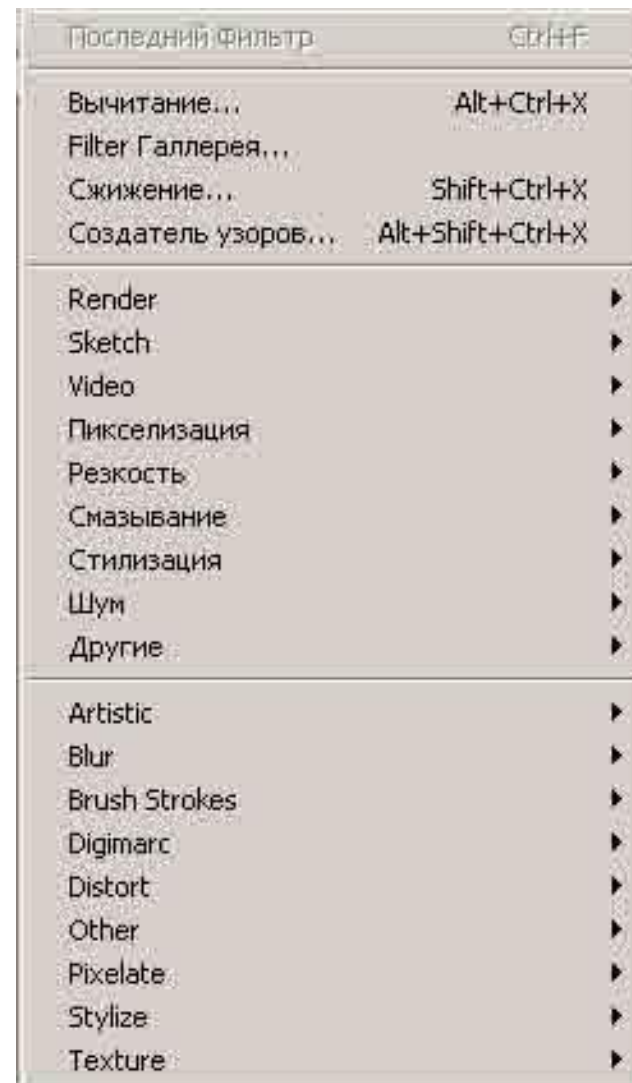 Последний Фильтр Ctrl+F
Вычитание... Alt+Ctrl+X
Filter Галлерея...
Сжижение... Shift+Ctrl+X
Создатель узоров... Alt+Shift+Ctrl+X
Render
Sketch
Video
Пикселизация
Резкость
Смазывание
Стилизация
Шум
Другие
Artistic
Blur
Brush Strokes
Digimarc
Distort
Other
Pixelate
Stylize
Texture